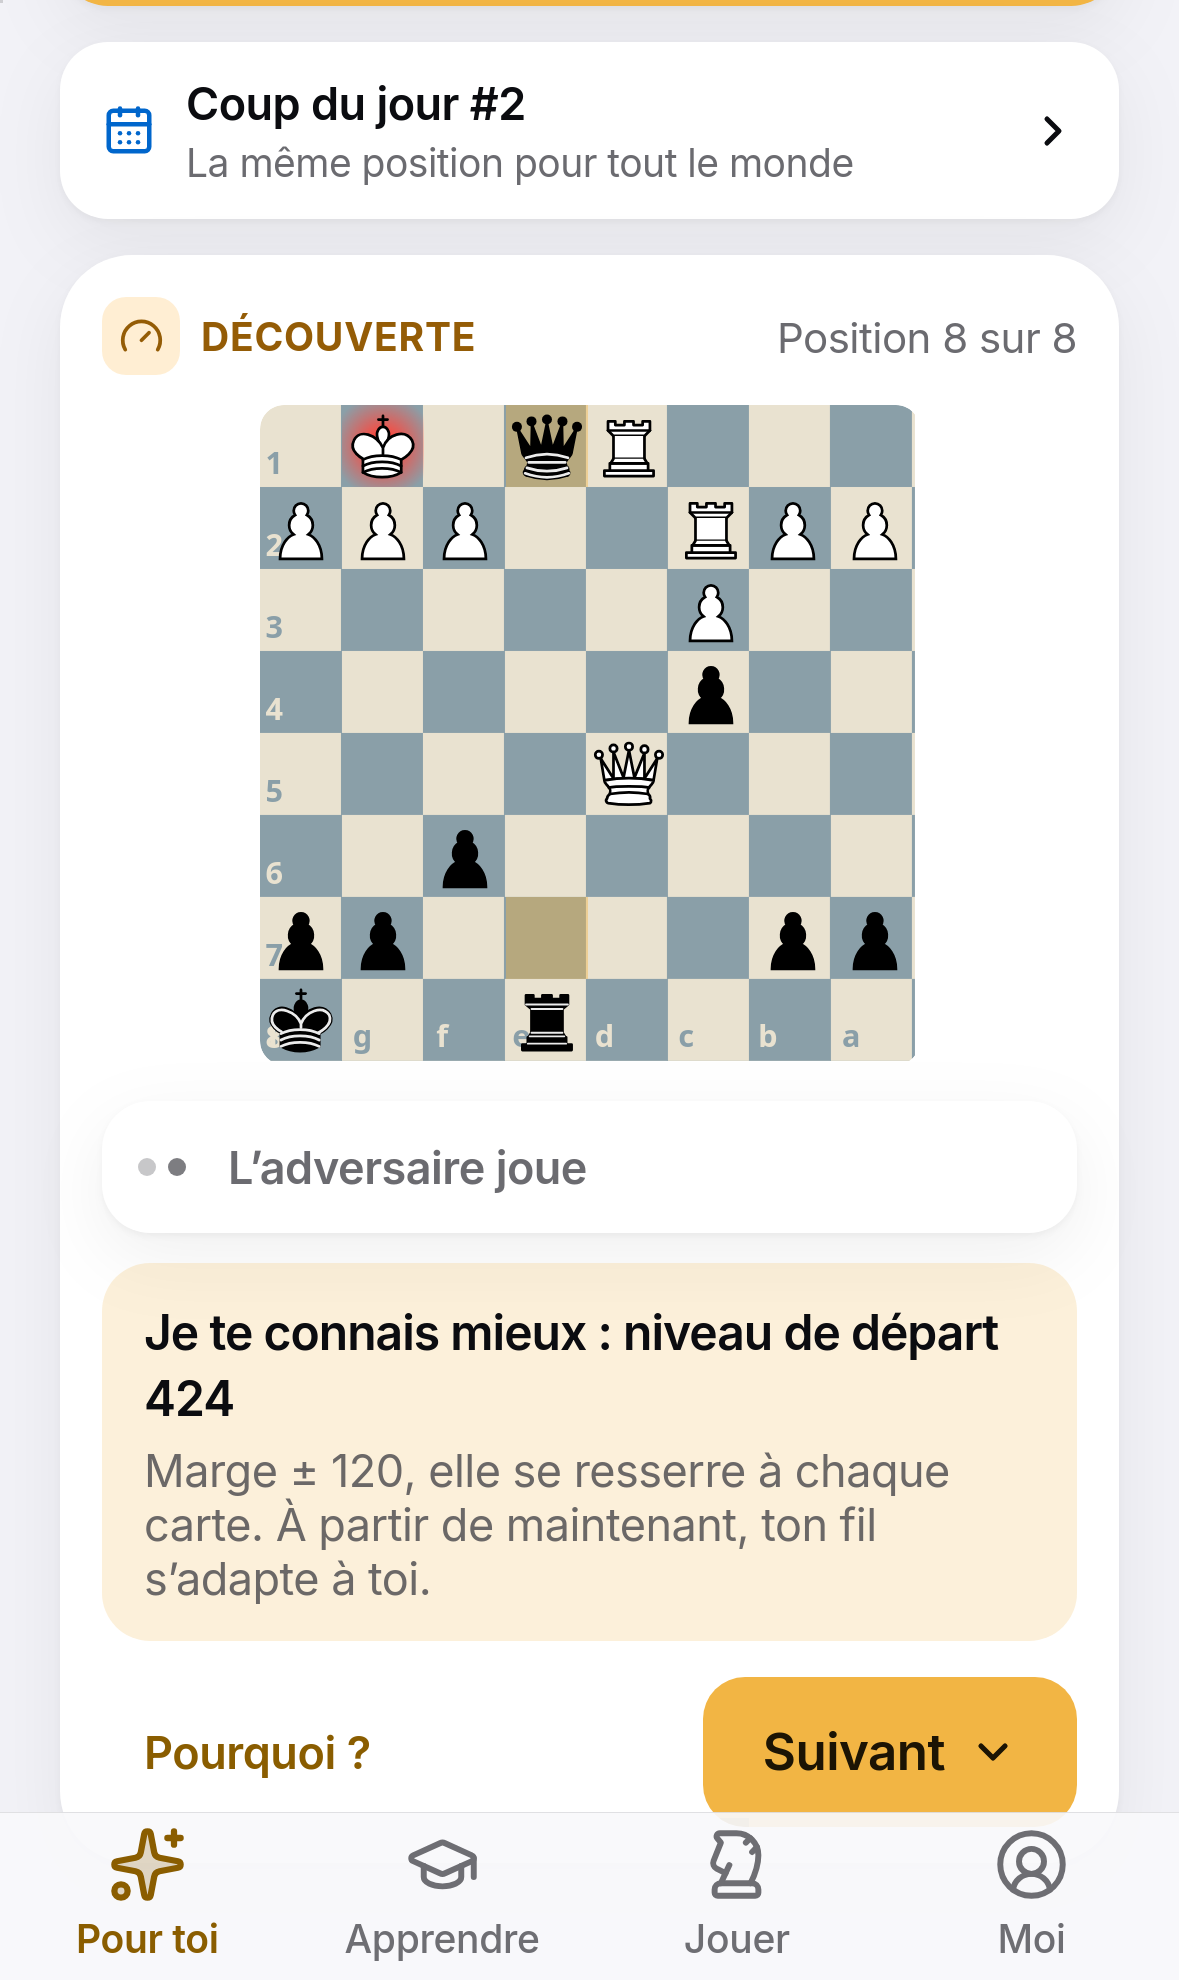 Coup du jour #2
La même position pour tout le monde
DÉCOUVERTE
Position 8 sur 8
1
2
3
4
5
6
7
8 g f e d c b a
L’adversaire joue
Je te connais mieux : niveau de départ
424
Marge ± 120, elle se resserre à chaque
carte. À partir de maintenant, ton fil
s’adapte à toi.
Pourquoi ?
Suivant
Pour toi
Apprendre
Jouer
Moi